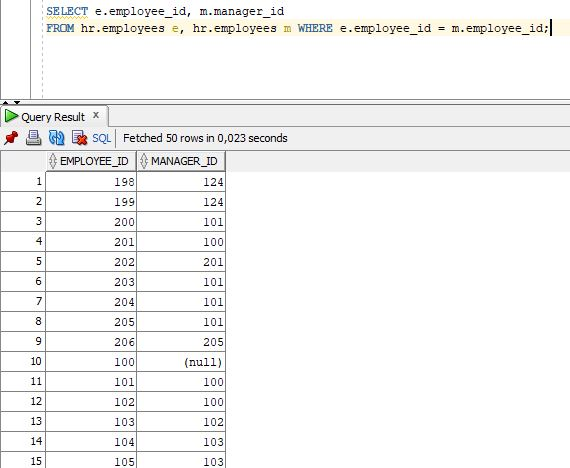 SELECT e.employee_id, m.manager_id
FROM hr.employees e, hr.employees m WHERE e.employee_id = m.employee_id;
Query Result x
SQL | Fetched 50 rows in 0,023 seconds
EMPLOYEE_ID MANAGER_ID
1 198 124
2 199 124
3 200 101
4 201 100
5 202 201
6 203 101
7 204 101
8 205 101
9 206 205
10 100 (null)
11 101 100
12 102 100
13 103 102
14 104 103
15 105 103